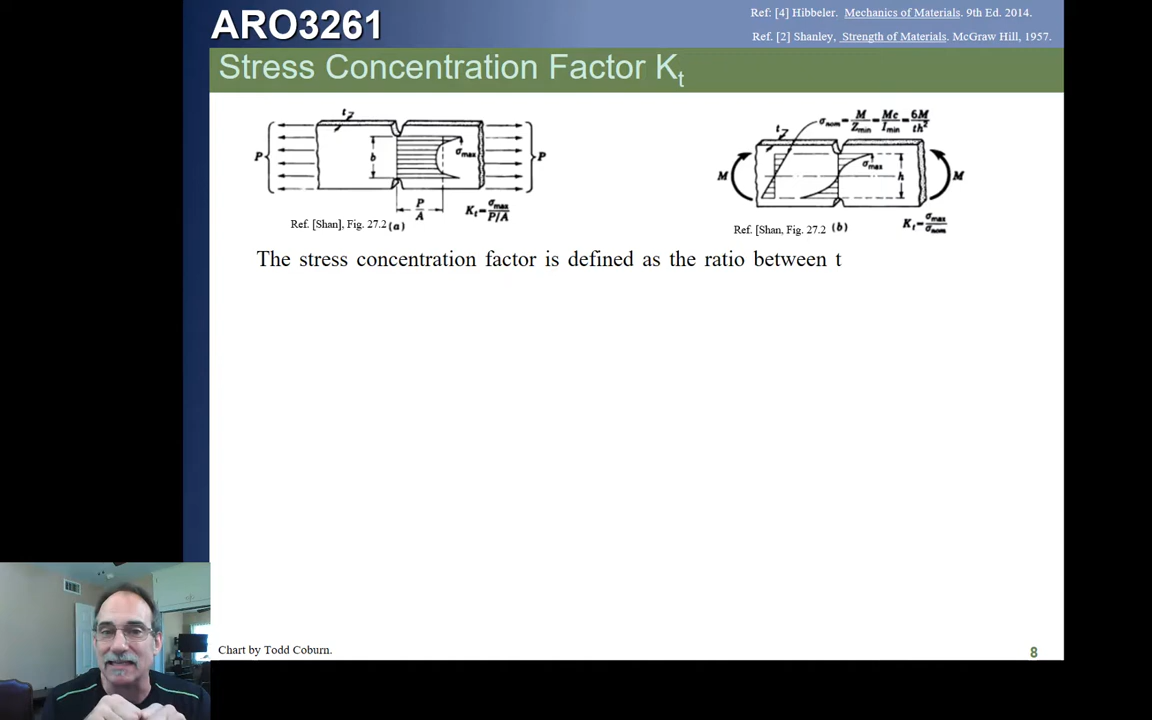 ARO3261
Ref: [4] Hibbeler. Mechanics of Materials. 9th Ed. 2014.
Ref. [2] Shanley, Strength of Materials. McGraw Hill, 1957.
Stress Concentration Factor Kt
t
P
b
σmax
P
P/A
Kt=σmax/P/A
Ref. [Shan], Fig. 27.2 (a)
σnom=M/Zmin=Mc/Imin=6M/th²
t
M
σmax
h
M
Kt=σmax/σnom
Ref. [Shan, Fig. 27.2 (b)
The stress concentration factor is defined as the ratio between t
Chart by Todd Coburn.
8